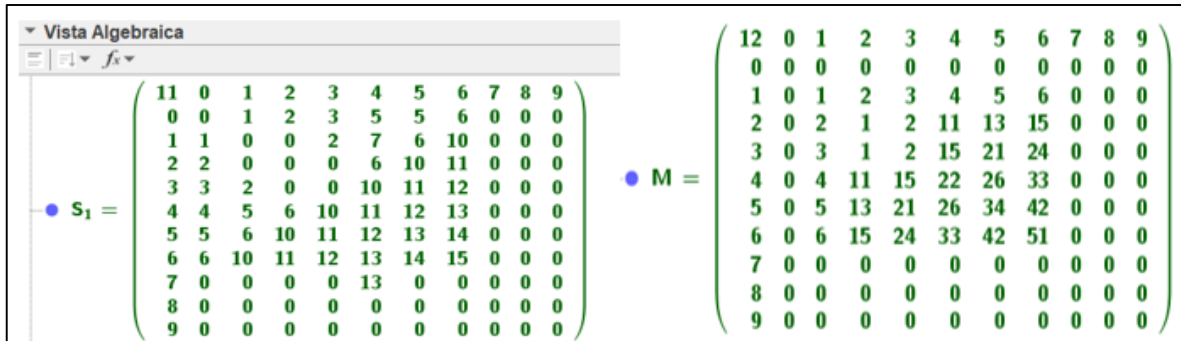 Vista Algebraica
fx
S₁ =
11 0 1 2 3 4 5 6 7 8 9
0 0 1 2 3 5 5 6 0 0 0
1 1 0 0 2 7 6 10 0 0 0
2 2 0 0 0 6 10 11 0 0 0
3 3 2 0 0 10 11 12 0 0 0
4 4 5 6 10 11 12 13 0 0 0
5 5 6 10 11 12 13 14 0 0 0
6 6 10 11 12 13 14 15 0 0 0
7 0 0 0 0 13 0 0 0 0 0
8 0 0 0 0 0 0 0 0 0 0
9 0 0 0 0 0 0 0 0 0 0
M =
12 0 1 2 3 4 5 6 7 8 9
0 0 0 0 0 0 0 0 0 0 0
1 0 1 2 3 4 5 6 0 0 0
2 0 2 1 2 11 13 15 0 0 0
3 0 3 1 2 15 21 24 0 0 0
4 0 4 11 15 22 26 33 0 0 0
5 0 5 13 21 26 34 42 0 0 0
6 0 6 15 24 33 42 51 0 0 0
7 0 0 0 0 0 0 0 0 0 0
8 0 0 0 0 0 0 0 0 0 0
9 0 0 0 0 0 0 0 0 0 0